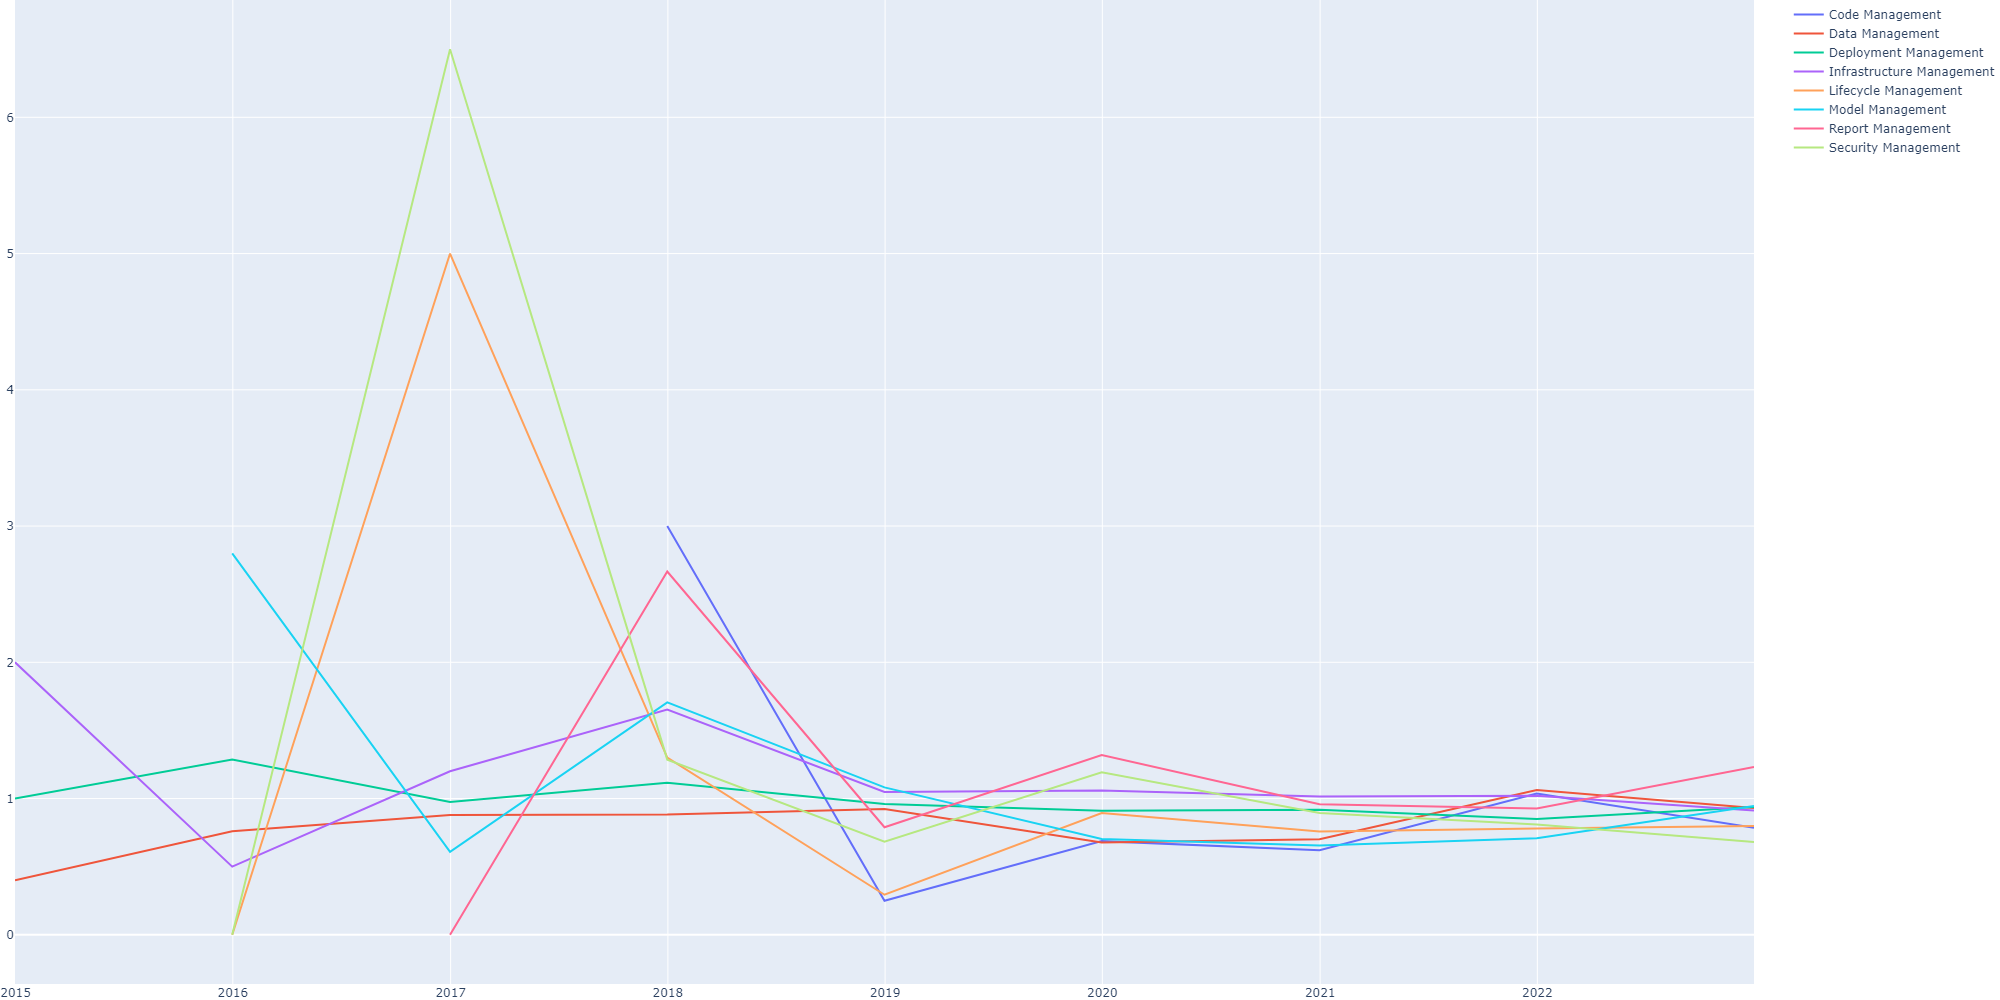 Code Management
Data Management
Deployment Management
Infrastructure Management
Lifecycle Management
Model Management
Report Management
Security Management
6
5
4
3
2
1
0
2015 2016 2017 2018 2019 2020 2021 2022